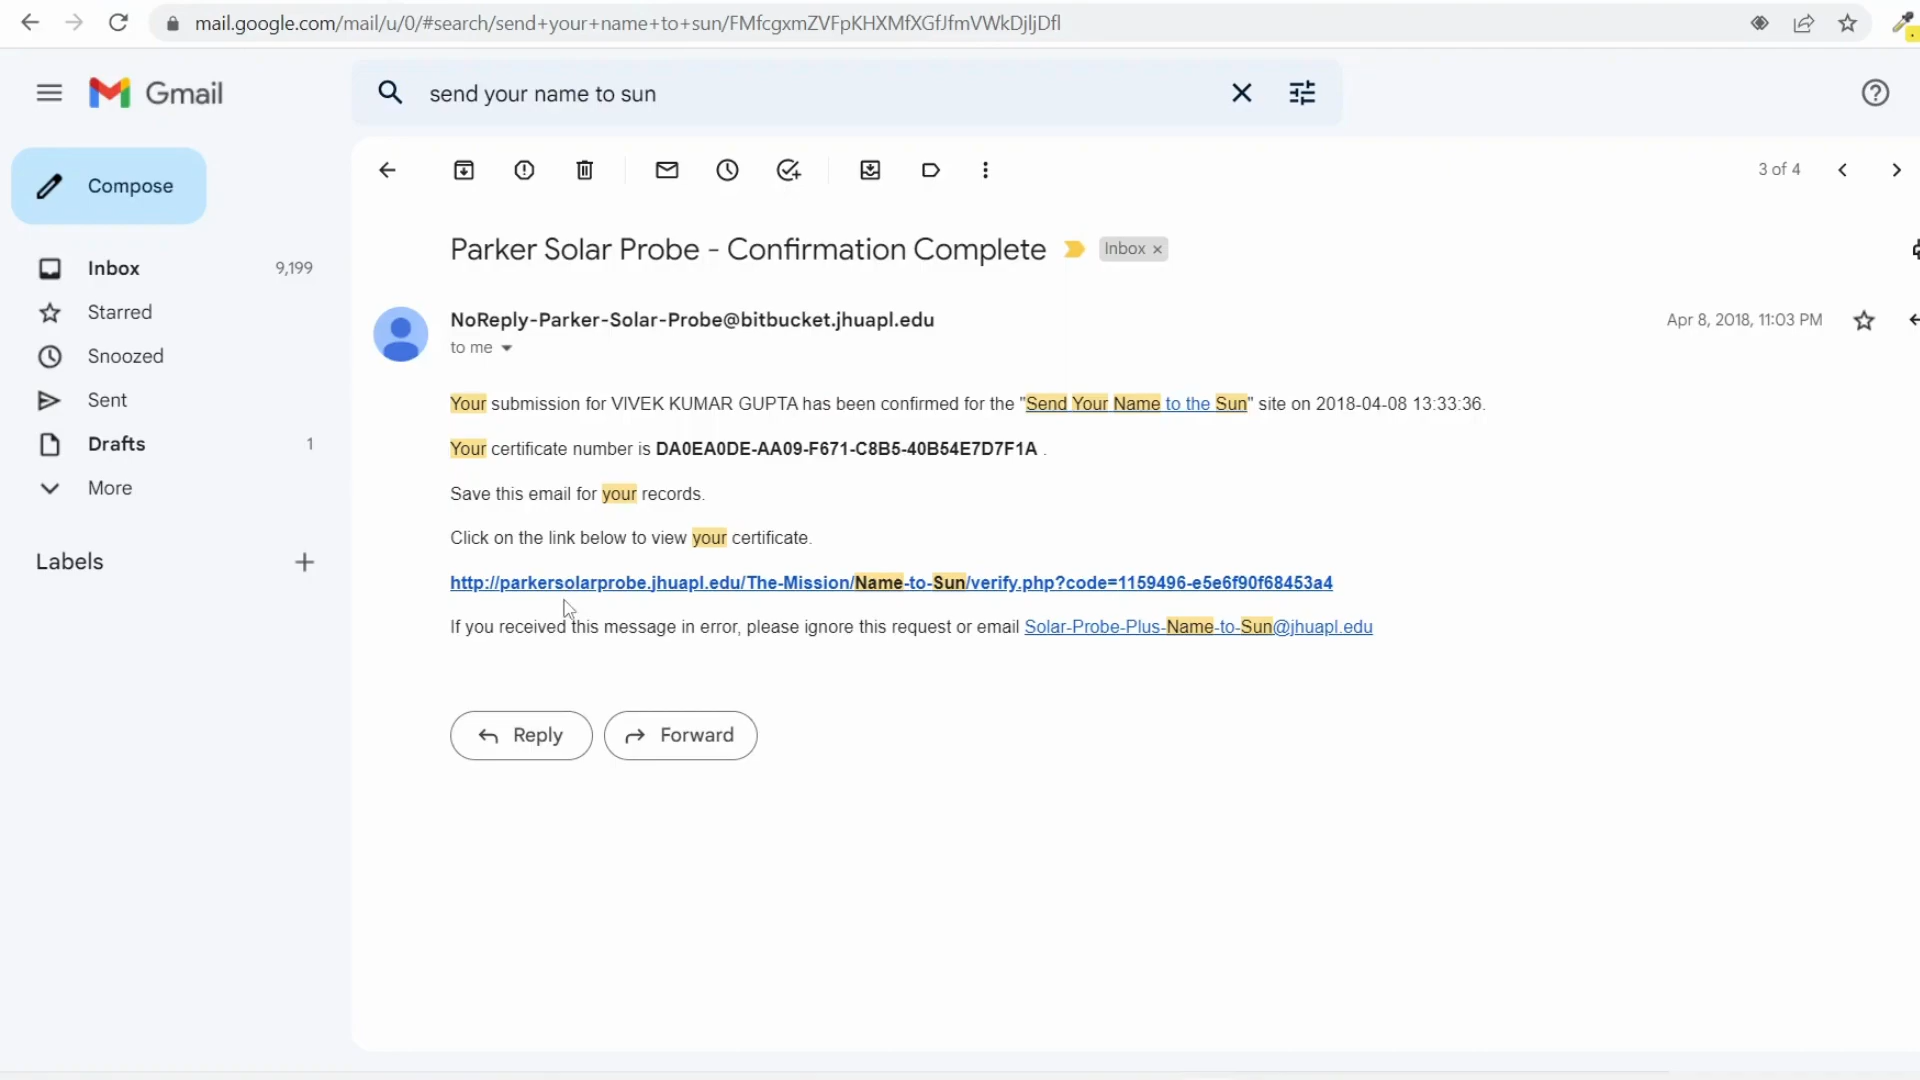 mail.google.com/mail/u/0/#search/send+your+name+to+sun/FMfcgxmZVFpKHXMfXGfJfmVWkDjljDfl
Gmail
send your name to sun
Compose
3 of 4
Parker Solar Probe - Confirmation Complete
Inbox ×
Inbox 9,199
Starred
Snoozed
Sent
Drafts 1
More
Labels
NoReply-Parker-Solar-Probe@bitbucket.jhuapl.edu
Apr 8, 2018, 11:03 PM
to me
Your submission for VIVEK KUMAR GUPTA has been confirmed for the "Send Your Name to the Sun" site on 2018-04-08 13:33:36.
Your certificate number is DA0EA0DE-AA09-F671-C8B5-40B54E7D7F1A .
Save this email for your records.
Click on the link below to view your certificate.
http://parkersolarprobe.jhuapl.edu/The-Mission/Name-to-Sun/verify.php?code=1159496-e5e6f90f68453a4
If you received this message in error, please ignore this request or email Solar-Probe-Plus-Name-to-Sun@jhuapl.edu
Reply
Forward